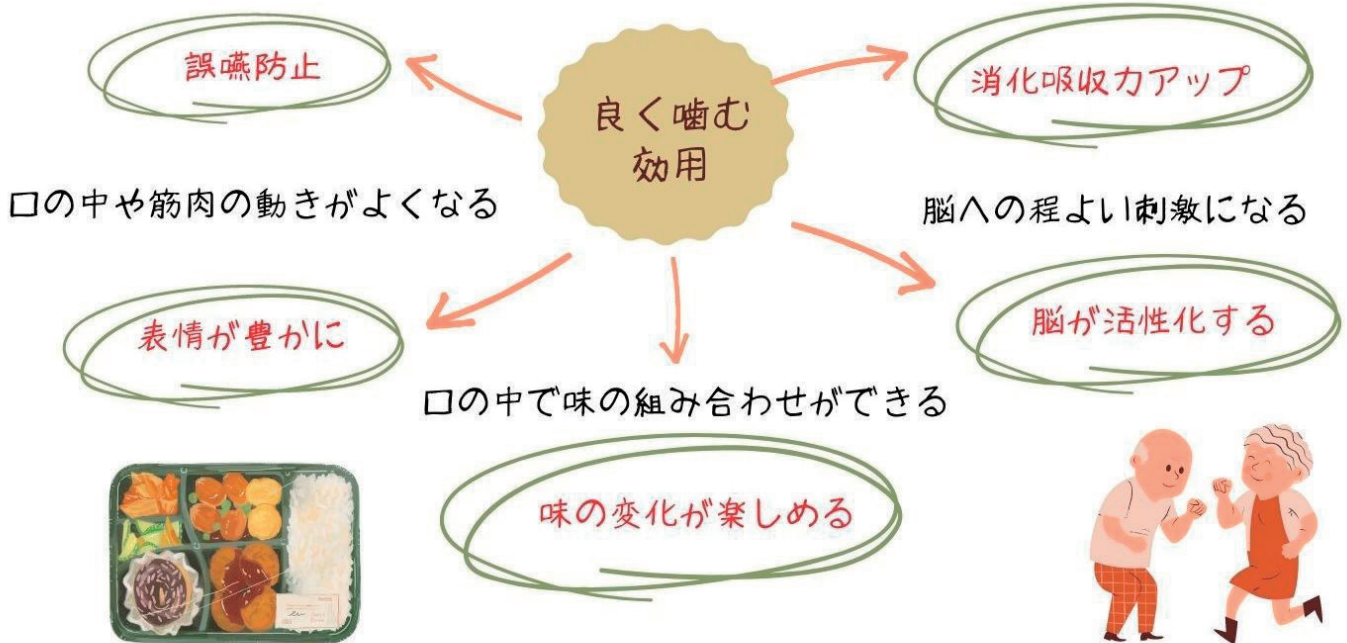 良く噛む
効用
誤嚥防止
消化吸収力アップ
口の中や筋肉の動きがよくなる
脳への程よい刺激になる
表情が豊かに
脳が活性化する
口の中で味の組み合わせができる
味の変化が楽しめる